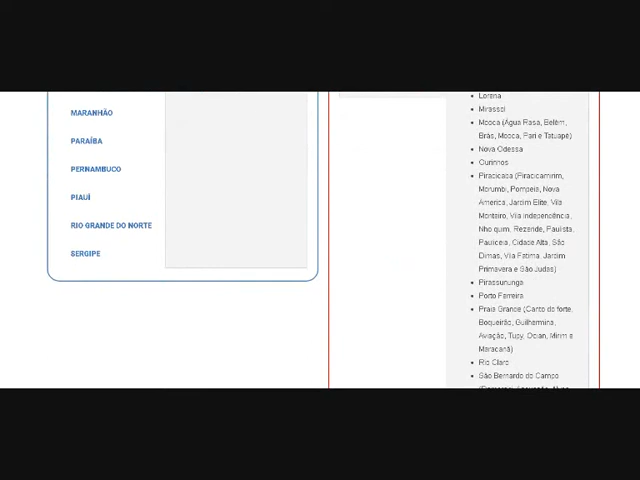 MARANHÃO
PARAÍBA
PERNAMBUCO
PIAUÍ
RIO GRANDE DO NORTE
SERGIPE
Lorena
Mirassol
Mooca (Água Rasa, Belém,
Brás, Mooca, Pari e Tatuapé)
Nova Odessa
Ourinhos
Piracicaba (Piracicamirim,
Morumbi, Pompeia, Nova
America, Jardim Elite, Vila
Monteiro, Vila Independência,
Nho quim, Rezende, Paulista,
Pauliceia, Cidade Alta, São
Dimas, Vila Fatima, Jardim
Primavera e São Judas)
Pirassununga
Porto Ferreira
Praia Grande (Canto do forte,
Boqueirão, Guilhermina,
Aviação, Tupy, Ocian, Mirim e
Maracanã)
Rio Claro
São Bernardo do Campo